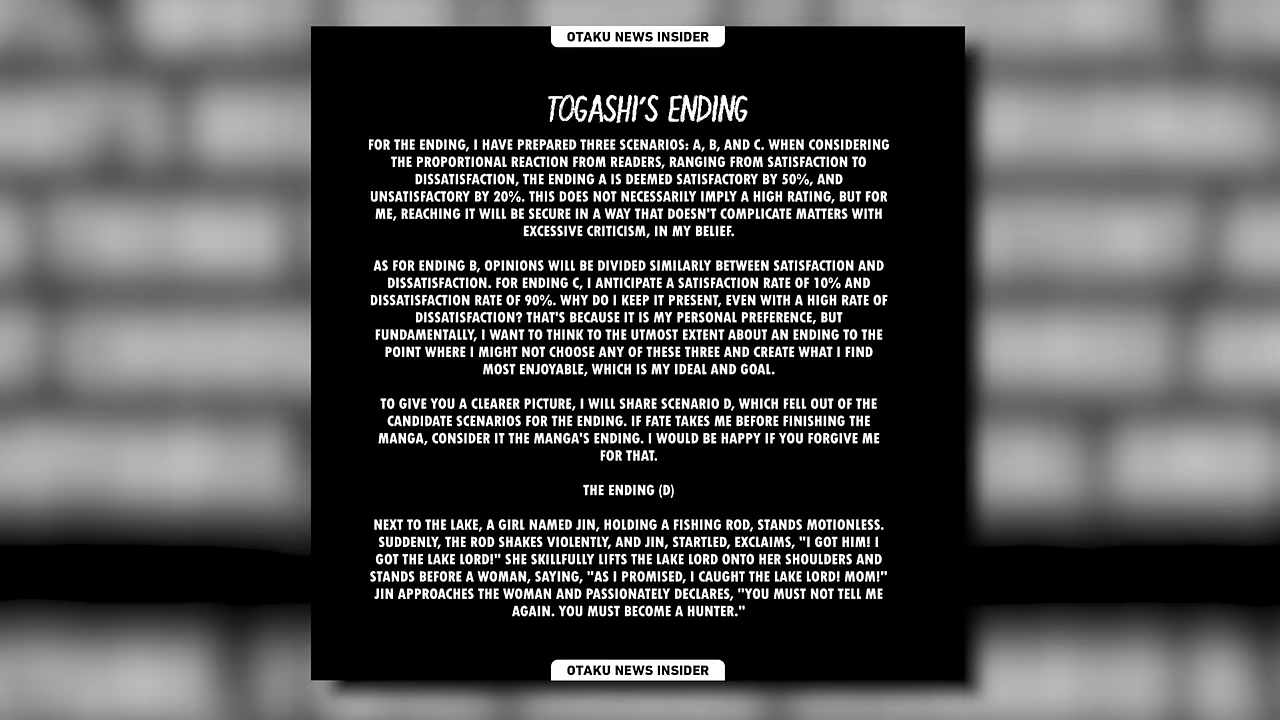 OTAKU NEWS INSIDER
TOGASHI'S ENDING
FOR THE ENDING, I HAVE PREPARED THREE SCENARIOS: A, B, AND C. WHEN CONSIDERING
THE PROPORTIONAL REACTION FROM READERS, RANGING FROM SATISFACTION TO
DISSATISFACTION, THE ENDING A IS DEEMED SATISFACTORY BY 50%, AND
UNSATISFACTORY BY 20%. THIS DOES NOT NECESSARILY IMPLY A HIGH RATING, BUT FOR
ME, REACHING IT WILL BE SECURE IN A WAY THAT DOESN'T COMPLICATE MATTERS WITH
EXCESSIVE CRITICISM, IN MY BELIEF.
AS FOR ENDING B, OPINIONS WILL BE DIVIDED SIMILARLY BETWEEN SATISFACTION AND
DISSATISFACTION. FOR ENDING C, I ANTICIPATE A SATISFACTION RATE OF 10% AND
DISSATISFACTION RATE OF 90%. WHY DO I KEEP IT PRESENT, EVEN WITH A HIGH RATE OF
DISSATISFACTION? THAT'S BECAUSE IT IS MY PERSONAL PREFERENCE, BUT
FUNDAMENTALLY, I WANT TO THINK TO THE UTMOST EXTENT ABOUT AN ENDING TO THE
POINT WHERE I MIGHT NOT CHOOSE ANY OF THESE THREE AND CREATE WHAT I FIND
MOST ENJOYABLE, WHICH IS MY IDEAL AND GOAL.
TO GIVE YOU A CLEARER PICTURE, I WILL SHARE SCENARIO D, WHICH FELL OUT OF THE
CANDIDATE SCENARIOS FOR THE ENDING. IF FATE TAKES ME BEFORE FINISHING THE
MANGA, CONSIDER IT THE MANGA'S ENDING. I WOULD BE HAPPY IF YOU FORGIVE ME
FOR THAT.
THE ENDING (D)
NEXT TO THE LAKE, A GIRL NAMED JIN, HOLDING A FISHING ROD, STANDS MOTIONLESS.
SUDDENLY, THE ROD SHAKES VIOLENTLY, AND JIN, STARTLED, EXCLAIMS, "I GOT HIM! I
GOT THE LAKE LORD!" SHE SKILLFULLY LIFTS THE LAKE LORD ONTO HER SHOULDERS AND
STANDS BEFORE A WOMAN, SAYING, "AS I PROMISED, I CAUGHT THE LAKE LORD! MOM!"
JIN APPROACHES THE WOMAN AND PASSIONATELY DECLARES, "YOU MUST NOT TELL ME
AGAIN. YOU MUST BECOME A HUNTER."
OTAKU NEWS INSIDER